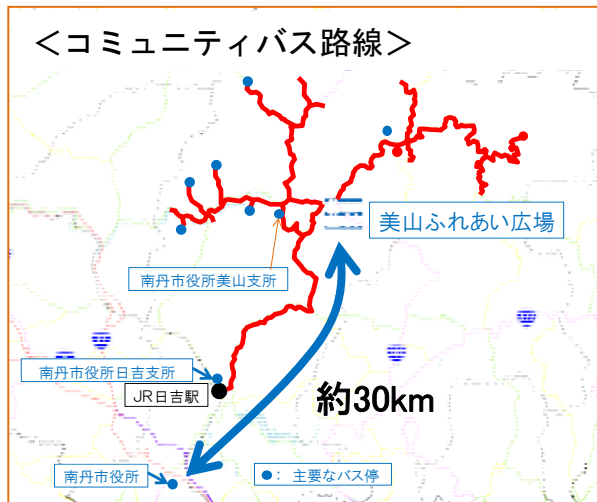 ＜コミュニティバス路線＞
美山ふれあい広場
南丹市役所美山支所
南丹市役所日吉支所
JR日吉駅
約30km
南丹市役所
●： 主要なバス停